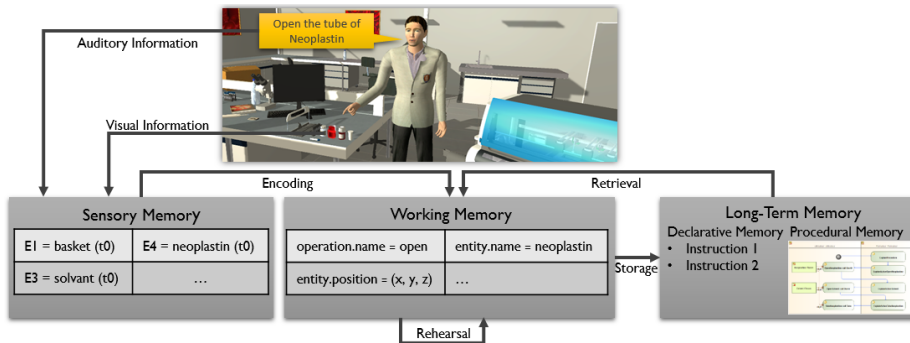 Open the tube of
Neoplastin
Auditory Information
Visual Information
Encoding
Retrieval
Sensory Memory
E1 = basket (t0)
E4 = neoplastin (t0)
E3 = solvant (t0)
...
Working Memory
operation.name = open
entity.name = neoplastin
entity.position = (x, y, z)
...
Rehearsal
Storage
Long-Term Memory
Declarative Memory Procedural Memory
• Instruction 1
• Instruction 2